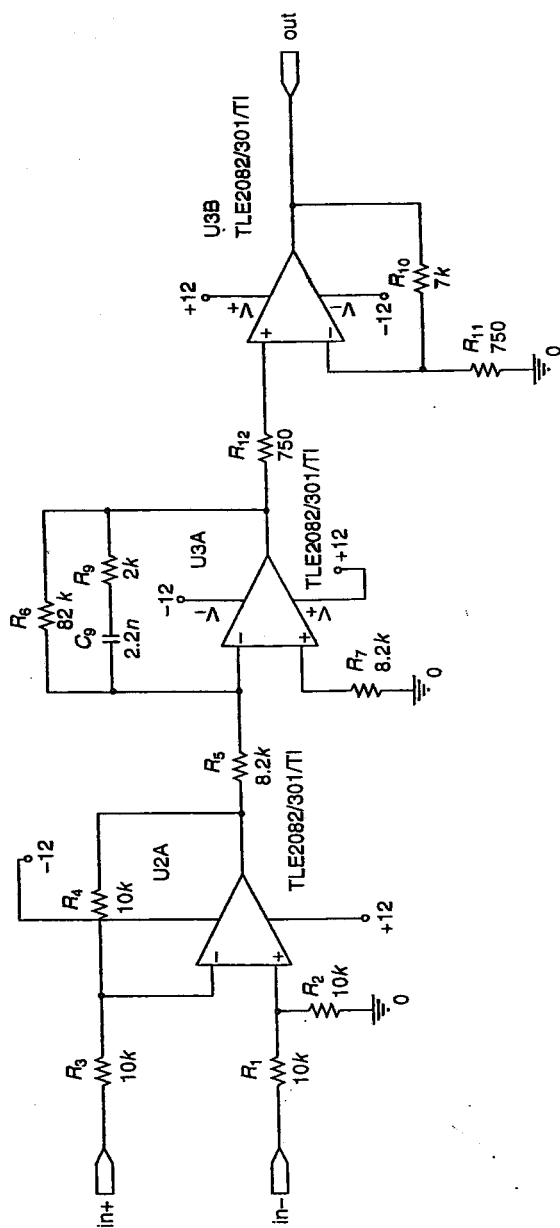 in+
R3
10k
in-
R1
10k
R2
10k
0
-12
R4
10k
U2A
-
+
+12
TLE2082/301/TI
R5
8.2k
R6
82 k
C9
2.2n
R9
2k
U3A
-12
V-
-
+
V+
+12
TLE2082/301/TI
R7
8.2k
0
R12
750
U3B
TLE2082/301/TI
+12
V+
+
-
V-
-12
R10
7k
R11
750
0
out